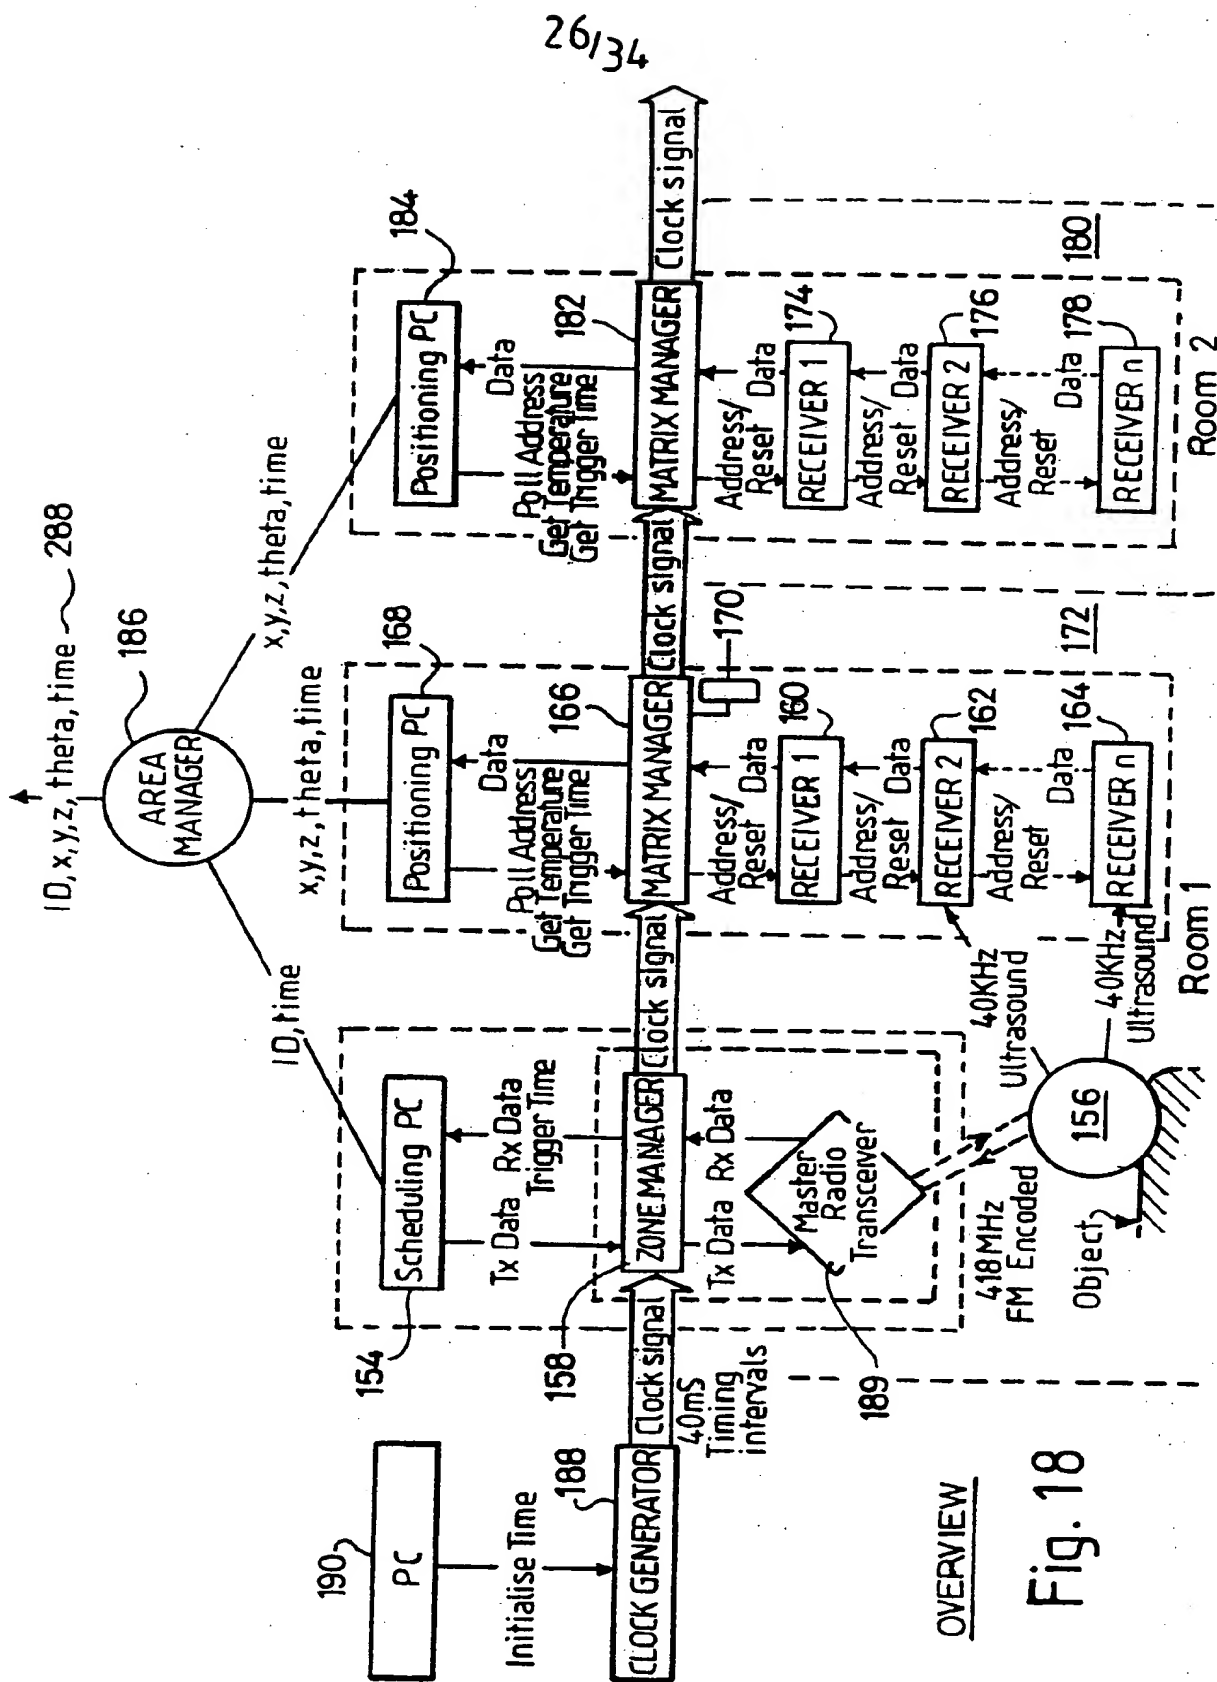 26/34
ID, x, y, z, theta, time 288
AREA
MANAGER
186
ID, time
x,y,z,theta,time
x,y,z,theta,time
190
PC
Initialise Time
CLOCK GENERATOR
188
Clock signal
40mS
Timing
intervals
154
Scheduling PC
Tx Data
Rx Data
Trigger Time
158
ZONE MANAGER
Tx Data
Rx Data
Master
Radio
Transceiver
189
Clock signal
418MHz
FM Encoded
Object
156
40KHz
Ultrasound
40KHz
Ultrasound
168
Positioning PC
Poll Address
Get Temperature
Get Trigger Time
Data
166
MATRIX MANAGER
Clock signal
170
Address/
Reset
Data
160
RECEIVER 1
Address/
Reset
Data
162
RECEIVER 2
Address/
Reset
Data
164
RECEIVER n
172
Room 1
184
Positioning PC
Poll Address
Get Temperature
Get Trigger Time
Data
182
MATRIX MANAGER
Clock signal
Address/
Reset
Data
174
RECEIVER 1
Address/
Reset
Data
176
RECEIVER 2
Address/
Reset
Data
178
RECEIVER n
180
Room 2
OVERVIEW
Fig. 18